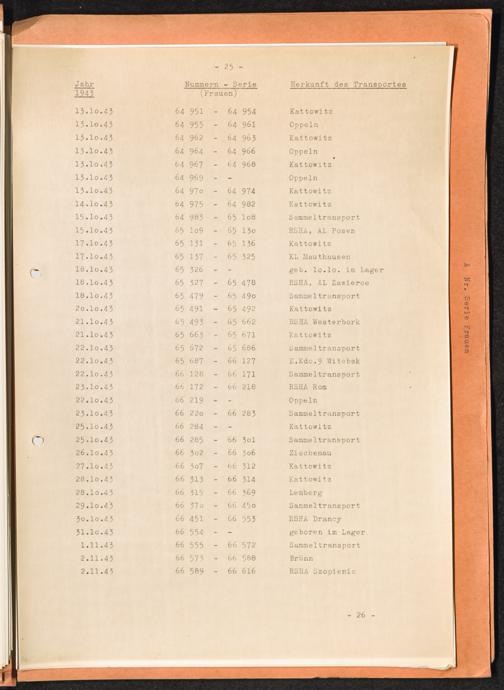 - 25 -
Jahr Nummern - Serie Herkunft des Transportes
1943 (Frauen)
13.10.43 64 951 - 64 954 Kattowitz
13.10.43 64 955 - 64 961 Oppeln
13.10.43 64 962 - 64 963 Kattowitz
13.10.43 64 964 - 64 966 Oppeln
13.10.43 64 967 - 64 968 Kattowitz
13.10.43 64 969 - - Oppeln
13.10.43 64 970 - 64 974 Kattowitz
14.10.43 64 975 - 64 982 Kattowitz
15.10.43 64 983 - 65 108 Sammeltransport
15.10.43 65 109 - 65 130 RSHA, AL Posen
17.10.43 65 131 - 65 136 Kattowitz
17.10.43 65 137 - 65 325 KL Mauthausen
18.10.43 65 326 - - geb. 10.10. im Lager
18.10.43 65 327 - 65 478 RSHA, AL Zawierce
18.10.43 65 479 - 65 490 Sammeltransport
20.10.43 65 491 - 65 492 Kattowitz
21.10.43 65 493 - 65 662 RSHA Westerbork
21.10.43 65 663 - 65 671 Kattowitz
22.10.43 65 672 - 65 686 Sammeltransport
22.10.43 65 687 - 66 127 E.Kdo.9 Witebsk
22.10.43 66 128 - 66 171 Sammeltransport
23.10.43 66 172 - 66 218 RSHA Rom
22.10.43 66 219 - - Oppeln
23.10.43 66 220 - 66 283 Sammeltransport
25.10.43 66 284 - - Kattowitz
25.10.43 66 285 - 66 301 Sammeltransport
26.10.43 66 302 - 66 306 Zischenau
27.10.43 66 307 - 66 312 Kattowitz
28.10.43 66 313 - 66 314 Kattowitz
28.10.43 66 315 - 66 369 Lemberg
29.10.43 66 370 - 66 450 Sammeltransport
30.10.43 66 451 - 66 553 RSHA Drancy
31.10.43 66 554 - - geboren im Lager
1.11.43 66 555 - 66 572 Sammeltransport
2.11.43 66 573 - 66 588 Brünn
2.11.43 66 589 - 66 616 RSHA Szopienic
- 26 -
A Nr. Serie Frauen